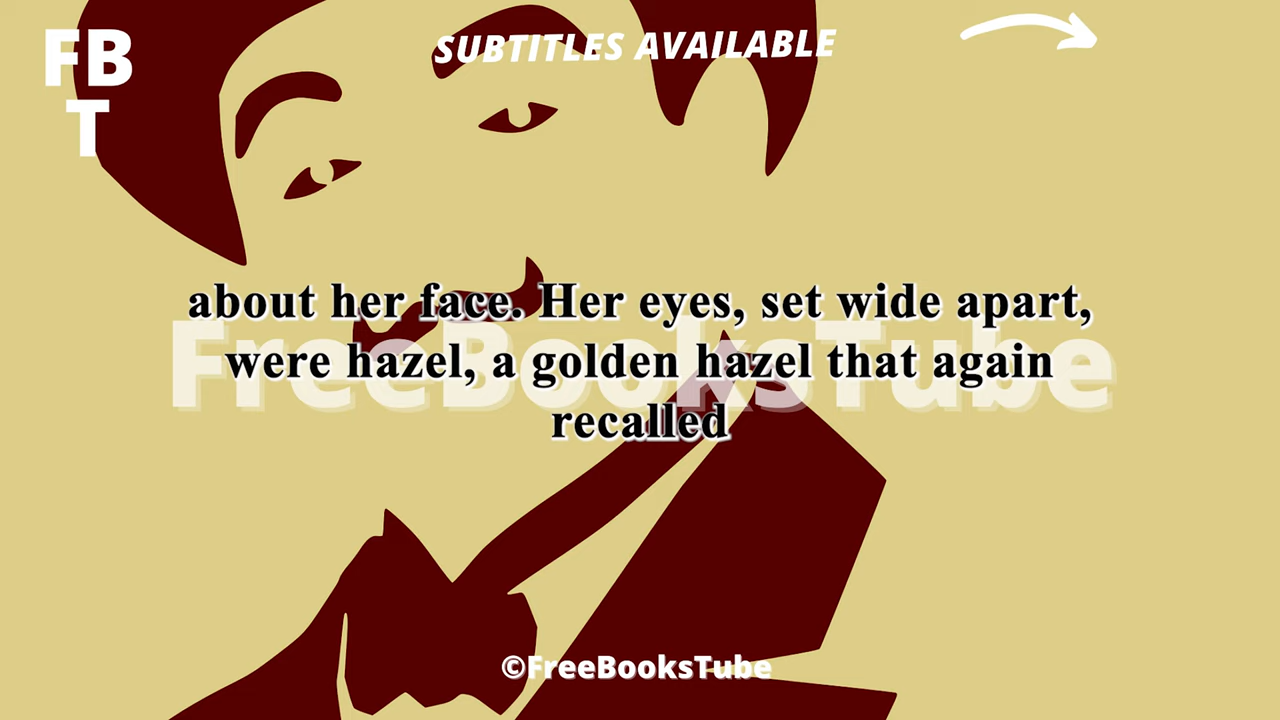 FB
T
SUBTITLES AVAILABLE
about her face. Her eyes, set wide apart,
were hazel, a golden hazel that again
recalled
FreeBooksTube
©FreeBooksTube